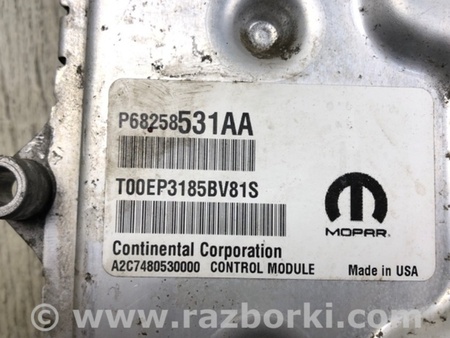 P68258531AA
T00EP3185BV81S
MOPAR
Continental Corporation
A2C7480530000 CONTROL MODULE Made in USA
© www.razborki.com